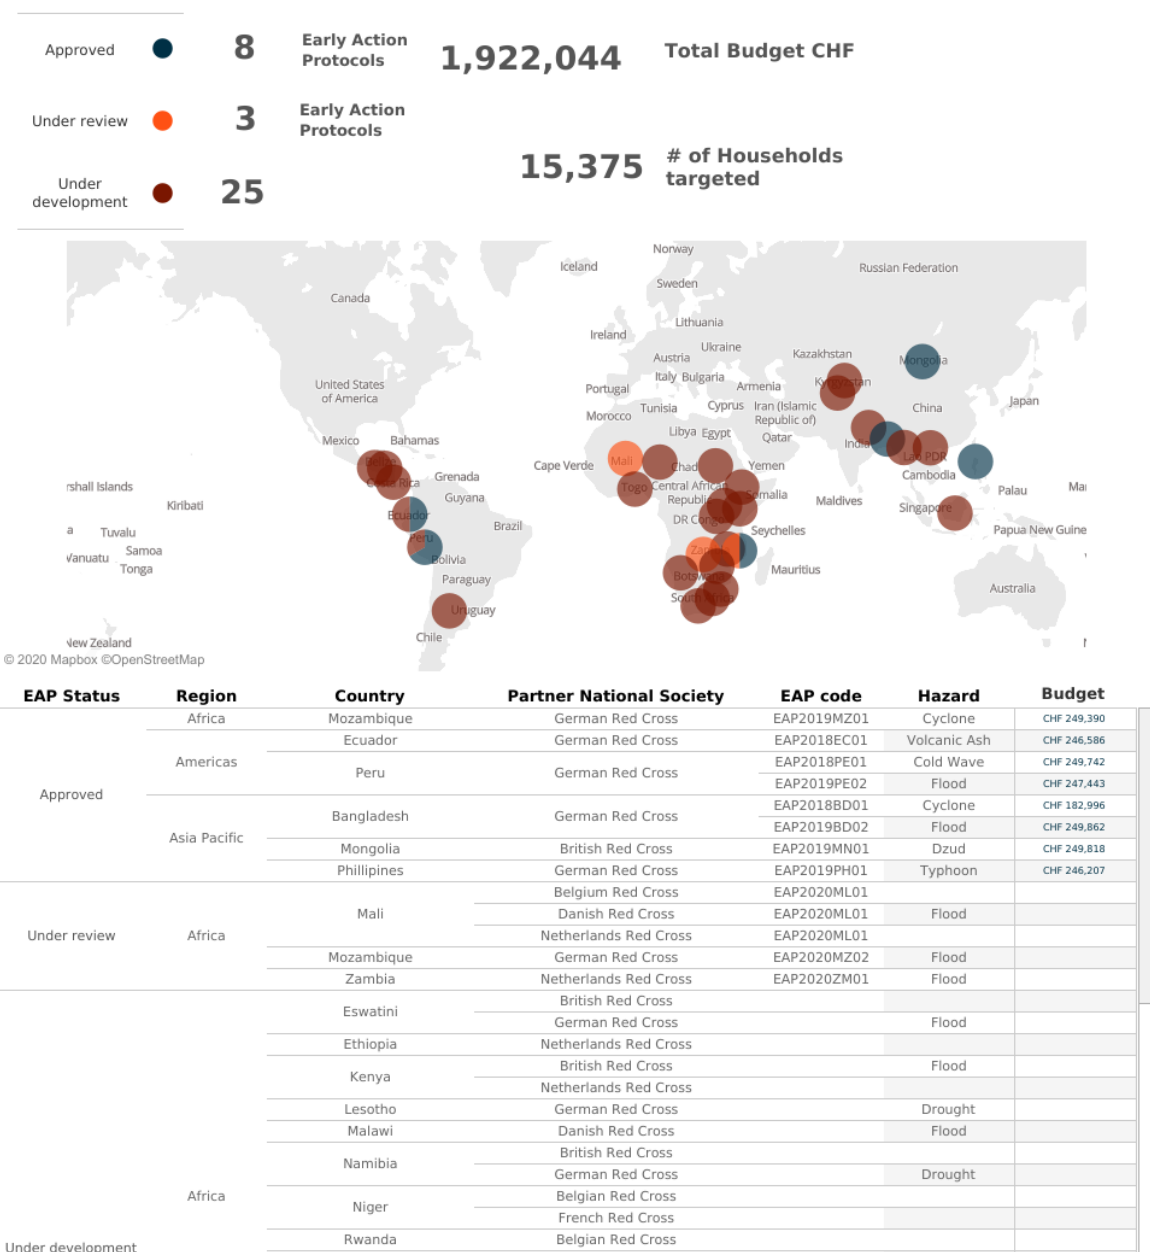 Approved
8
Early Action
Protocols
1,922,044
Total Budget CHF
Under review
3
Early Action
Protocols
15,375
# of Households
targeted
Under
development
25
Norway
Iceland
Russian Federation
Sweden
Canada
Lithuania
Ireland
Ukraine
Kazakhstan
Austria
Mongolia
Italy
Bulgaria
United States
of America
Portugal
Armenia
Kyrgyzstan
Japan
Tunisia
Cyprus
Iran (Islamic
Republic of)
China
Morocco
Libya
Egypt
Mexico
Bahamas
Qatar
India
Mali
Cape Verde
Chad
Yemen
Lao PDR
Cambodia
Grenada
rshall Islands
Rica
Togo
Central African
Republic
Somalia
Maldives
Palau
Mar
Guyana
Kiribati
Singapore
Ecuador
DR Congo
Brazil
Seychelles
Papua New Guine
a
Tuvalu
Peru
Samoa
Vanuatu
Tonga
Bolivia
Mauritius
Paraguay
Botswana
Australia
South Africa
Uruguay
Chile
New Zealand
© 2020 Mapbox ©OpenStreetMap
EAP Status Region Country Partner National Society EAP code Hazard Budget
Africa Mozambique German Red Cross EAP2019MZ01 Cyclone CHF 249,390
Ecuador German Red Cross EAP2018EC01 Volcanic Ash CHF 246,586
Americas
EAP2018PE01 Cold Wave CHF 249,742
Peru German Red Cross
EAP2019PE02 Flood CHF 247,443
Approved
EAP2018BD01 Cyclone CHF 182,996
Bangladesh German Red Cross
EAP2019BD02 Flood CHF 249,862
Asia Pacific
Mongolia British Red Cross EAP2019MN01 Dzud CHF 249,818
Phillipines German Red Cross EAP2019PH01 Typhoon CHF 246,207
Belgium Red Cross EAP2020ML01
Mali Danish Red Cross EAP2020ML01 Flood
Under review Africa Netherlands Red Cross EAP2020ML01
Mozambique German Red Cross EAP2020MZ02 Flood
Zambia Netherlands Red Cross EAP2020ZM01 Flood
British Red Cross
Eswatini
German Red Cross Flood
Ethiopia Netherlands Red Cross
British Red Cross Flood
Kenya
Netherlands Red Cross
Lesotho German Red Cross Drought
Malawi Danish Red Cross Flood
British Red Cross
Namibia
German Red Cross Drought
Africa
Belgian Red Cross
Niger
French Red Cross
Rwanda Belgian Red Cross
Under development